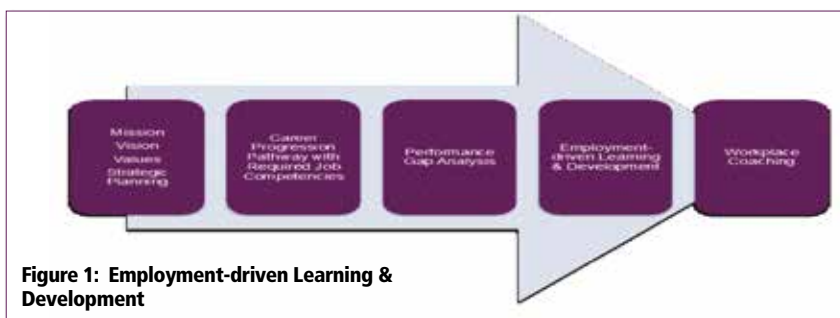 Mission
Vision
Values
Strategic
Planning
Career
Progression
Pathway with
Required Job
Competencies
Performance
Gap Analysis
Employment-
driven Learning
& Development
Workplace
Coaching
Figure 1: Employment-driven Learning &
Development